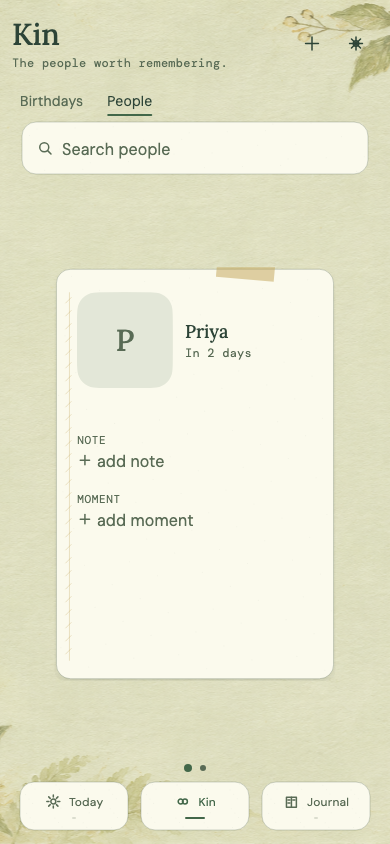 Kin
The people worth remembering.
Birthdays People
Search people
P
Priya
In 2 days
NOTE
+ add note
MOMENT
+ add moment
Today Kin Journal